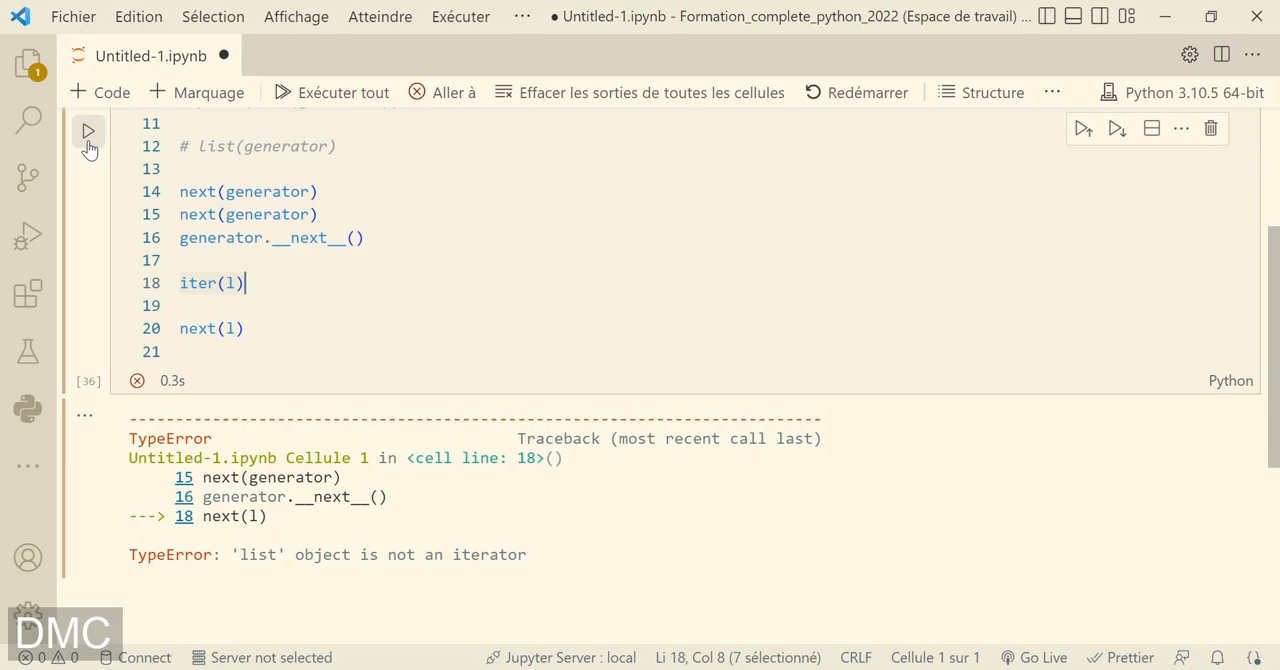 Fichier Edition Sélection Affichage Atteindre Exécuter ··· ● Untitled-1.ipynb - Formation_complete_python_2022 (Espace de travail) ...
1
Untitled-1.ipynb ●
+ Code + Marquage Exécuter tout Aller à Effacer les sorties de toutes les cellules Redémarrer Structure ··· Python 3.10.5 64-bit
11
12 # list(generator)
13
14 next(generator)
15 next(generator)
16 generator.__next__()
17
18 iter(l)
19
20 next(l)
21
[36] 0.3s Python
---------------------------------------------------------------------------
TypeError Traceback (most recent call last)
Untitled-1.ipynb Cellule 1 in <cell line: 18>()
15 next(generator)
16 generator.__next__()
---> 18 next(l)
TypeError: 'list' object is not an iterator
DMC
0 0 Connect Server not selected Jupyter Server : local Li 18, Col 8 (7 sélectionné) CRLF Cellule 1 sur 1 Go Live Prettier